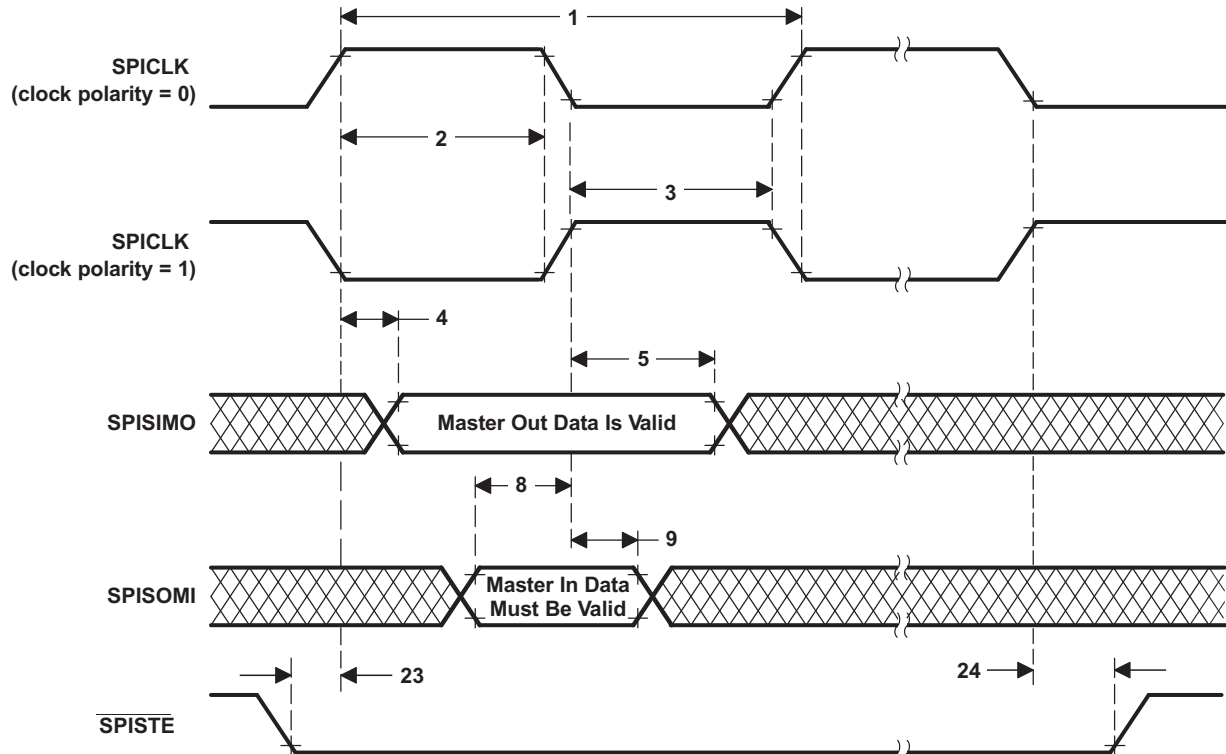 1
SPICLK
(clock polarity = 0)
2
3
SPICLK
(clock polarity = 1)
4
5
SPISIMO
Master Out Data Is Valid
8
9
SPISOMI
Master In Data
Must Be Valid
23
24
SPISTE